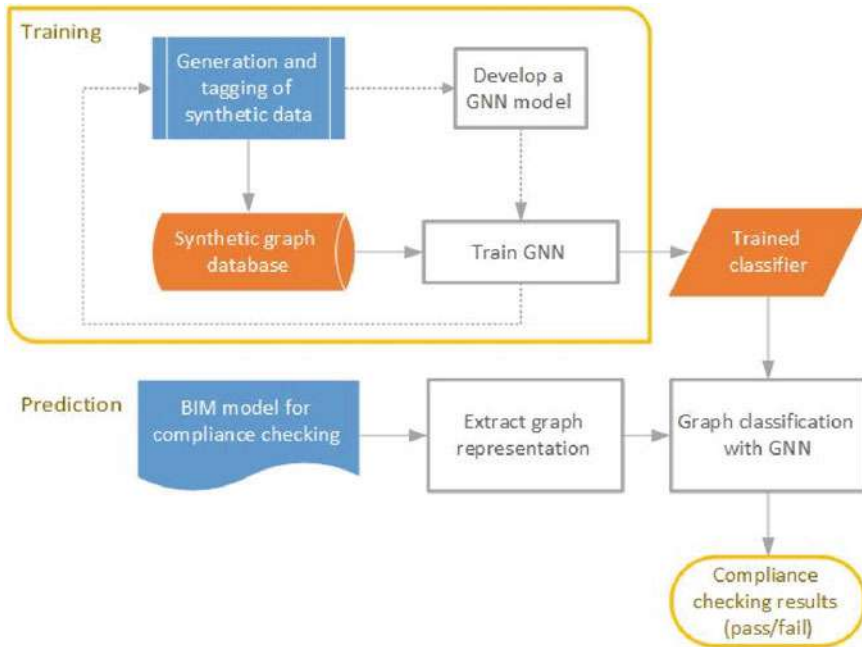 Training
Generation and
tagging of
synthetic data
Develop a
GNN model
Synthetic graph
database
Train GNN
Trained
classifier
Prediction
BIM model for
compliance checking
Extract graph
representation
Graph classification
with GNN
Compliance
checking results
(pass/fail)